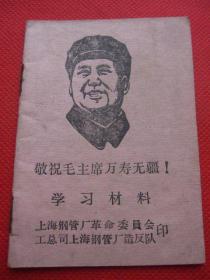 敬祝毛主席万寿无疆！
学习材料
上海钢管厂革命委員会
工总司上海钢管厂造反队
印